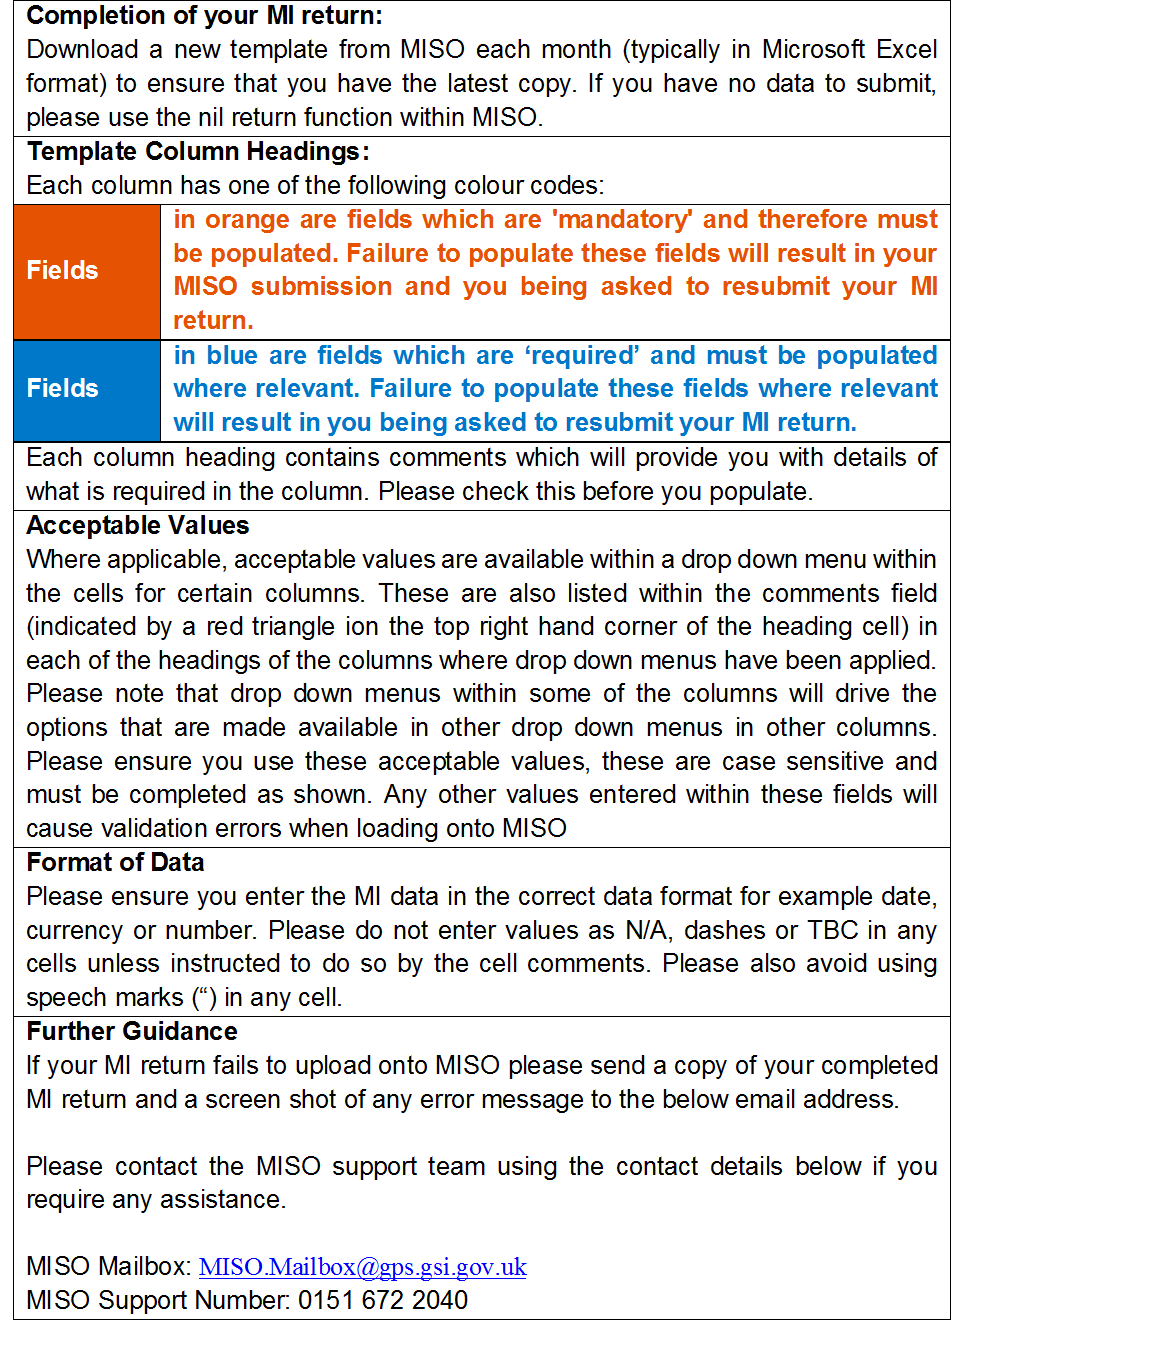 Completion of your MI return:
Download a new template from MISO each month (typically in Microsoft Excel
format) to ensure that you have the latest copy. If you have no data to submit,
please use the nil return function within MISO.
Template Column Headings:
Each column has one of the following colour codes:
Fields
in orange are fields which are 'mandatory' and therefore must
be populated. Failure to populate these fields will result in your
MISO submission and you being asked to resubmit your MI
return.
Fields
in blue are fields which are ‘required’ and must be populated
where relevant. Failure to populate these fields where relevant
will result in you being asked to resubmit your MI return.
Each column heading contains comments which will provide you with details of
what is required in the column. Please check this before you populate.
Acceptable Values
Where applicable, acceptable values are available within a drop down menu within
the cells for certain columns. These are also listed within the comments field
(indicated by a red triangle ion the top right hand corner of the heading cell) in
each of the headings of the columns where drop down menus have been applied.
Please note that drop down menus within some of the columns will drive the
options that are made available in other drop down menus in other columns.
Please ensure you use these acceptable values, these are case sensitive and
must be completed as shown. Any other values entered within these fields will
cause validation errors when loading onto MISO
Format of Data
Please ensure you enter the MI data in the correct data format for example date,
currency or number. Please do not enter values as N/A, dashes or TBC in any
cells unless instructed to do so by the cell comments. Please also avoid using
speech marks (“) in any cell.
Further Guidance
If your MI return fails to upload onto MISO please send a copy of your completed
MI return and a screen shot of any error message to the below email address.
Please contact the MISO support team using the contact details below if you
require any assistance.
MISO Mailbox: MISO.Mailbox@gps.gsi.gov.uk
MISO Support Number: 0151 672 2040